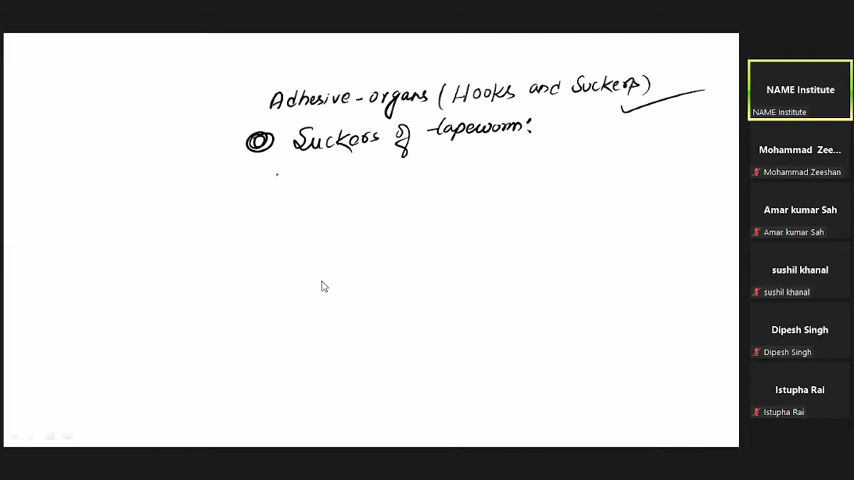 Adhesive-organs (Hooks and Suckers)
Suckers of tapeworm:
NAME Institute
NAME Institute
Mohammad Zee...
Mohammad Zeeshan
Amar kumar Sah
Amar kumar Sah
sushil khanal
sushil khanal
Dipesh Singh
Dipesh Singh
Istupha Rai
Istupha Rai